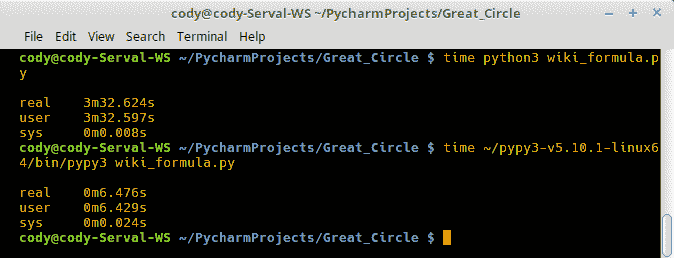 cody@cody-Serval-WS ~/PycharmProjects/Great_Circle
File Edit View Search Terminal Help
cody@cody-Serval-WS ~/PycharmProjects/Great_Circle $ time python3 wiki_formula.p
y
real 3m32.624s
user 3m32.597s
sys 0m0.008s
cody@cody-Serval-WS ~/PycharmProjects/Great_Circle $ time ~/pypy3-v5.10.1-linux6
4/bin/pypy3 wiki_formula.py
real 0m6.476s
user 0m6.429s
sys 0m0.024s
cody@cody-Serval-WS ~/PycharmProjects/Great_Circle $